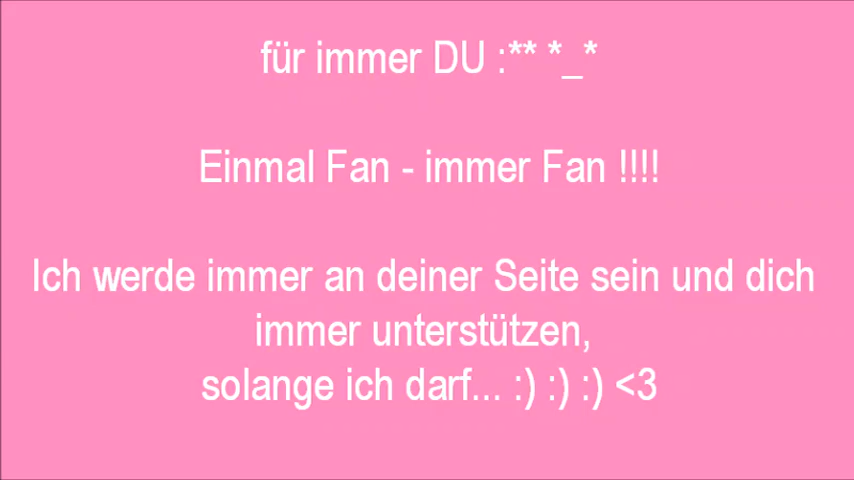 für immer DU :** *_*
Einmal Fan - immer Fan !!!!
Ich werde immer an deiner Seite sein und dich
immer unterstützen,
solange ich darf... :) :) :) <3